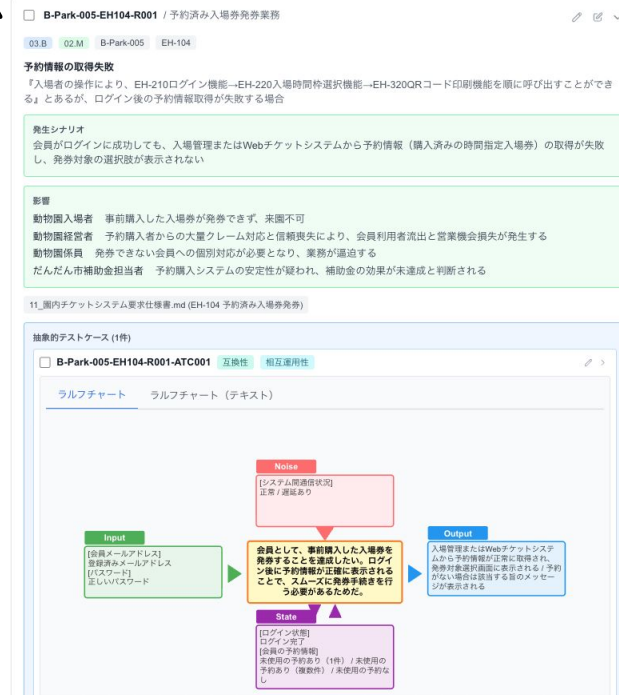 B-Park-005-EH104-R001 / 予約済み入場券発券業務
03.B 02.M B-Park-005 EH-104
予約情報の取得失敗
『入場者の操作により、EH-210ログイン機能→EH-220入場時間枠選択機能→EH-320QRコード印刷機能を順に呼び出すことができ
る』とあるが、ログイン後の予約情報取得が失敗する場合
発生シナリオ
会員がログインに成功しても、入場管理またはWebチケットシステムから予約情報（購入済みの時間指定入場券）の取得が失敗
し、発券対象の選択肢が表示されない
影響
動物園入場者 事前購入した入場券が発券できず、来園不可
動物園経営者 予約購入者からの大量クレーム対応と信頼喪失により、会員利用者流出と営業機会損失が発生する
動物園係員 発券できない会員への個別対応が必要となり、業務が逼迫する
だんだん市補助金担当者 予約購入システムの安定性が疑われ、補助金の効果が未達成と判断される
11_園内チケットシステム要求仕様書.md (EH-104 予約済み入場券発券)
抽象的テストケース (1件)
B-Park-005-EH104-R001-ATC001 互換性 相互運用性
ラルフチャート ラルフチャート（テキスト）
Noise
[システム間通信状況]
正常 / 遅延あり
Input
[会員メールアドレス]
登録済みメールアドレス
[パスワード]
正しいパスワード
会員として、事前購入した入場券を
発券することを達成したい。ログイ
ン後に予約情報が正確に表示される
ことで、スムーズに発券手続きを行
う必要があるためだ。
Output
入場管理またはWebチケットシステ
ムから予約情報が正常に取得され、
発券対象選択画面に表示される / 予約
がない場合は該当する旨のメッセー
ジが表示される
State
[ログイン状態]
ログイン完了
[会員の予約情報]
未使用の予約あり（1件） / 未使用の
予約あり（複数件） / 未使用の予約な
し